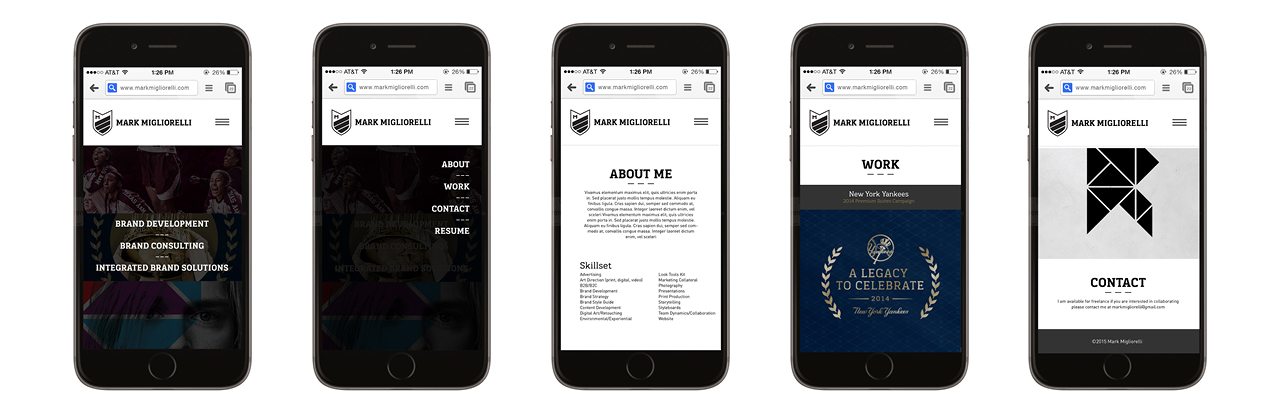 AT&T 1:26 PM 26%
www.markmigliorelli.com
M
MARK MIGLIORELLI
BRAND DEVELOPMENT
BRAND CONSULTING
INTEGRATED BRAND SOLUTIONS
AT&T 1:26 PM 26%
www.markmigliorelli.com
M
MARK MIGLIORELLI
ABOUT
WORK
CONTACT
RESUME
BRAND CONSULTING
INTEGRATED BRAND SOLUTIONS
AT&T 1:26 PM 26%
www.markmigliorelli.com
M
MARK MIGLIORELLI
ABOUT ME
Vivamus elementum maximus elit, quis ultricies enim porta
in. Sed placerat justo mollis tempus molestie. Aliquam eu
finibus ligula. Cras sapien dui, semper sed commodo at,
convallis congue massa. Integer laoreet dictum enim, vel
sceleri Vivamus elementum maximus elit, quis ultricies
enim porta in. Sed placerat justo mollis tempus molestie.
Aliquam eu finibus ligula. Cras sapien dui, semper sed com-
modo at, convallis congue massa. Integer laoreet dictum
enim, vel sceleri
Skillset
Advertising
Art Direction (print, digital, video)
B2B/B2C
Brand Development
Brand Strategy
Brand Style Guide
Content Development
Digital Art/Retouching
Environmental/Experiential
Look Tools Kit
Marketing Collateral
Photography
Presentations
Print Production
Storytelling
Styleboards
Team Dynamics/Collaboration
Website
AT&T 1:26 PM 26%
www.markmigliorelli.com
M
MARK MIGLIORELLI
WORK
New York Yankees
2014 Premium Suites Campaign
Yankees
A LEGACY
TO CELEBRATE
2014
New York Yankees
AT&T 1:26 PM 26%
www.markmigliorelli.com
M
MARK MIGLIORELLI
CONTACT
I am available for freelance if you are interested in collaborating
please contact me at markmiglorelli@gmail.com
©2015 Mark Migliorelli